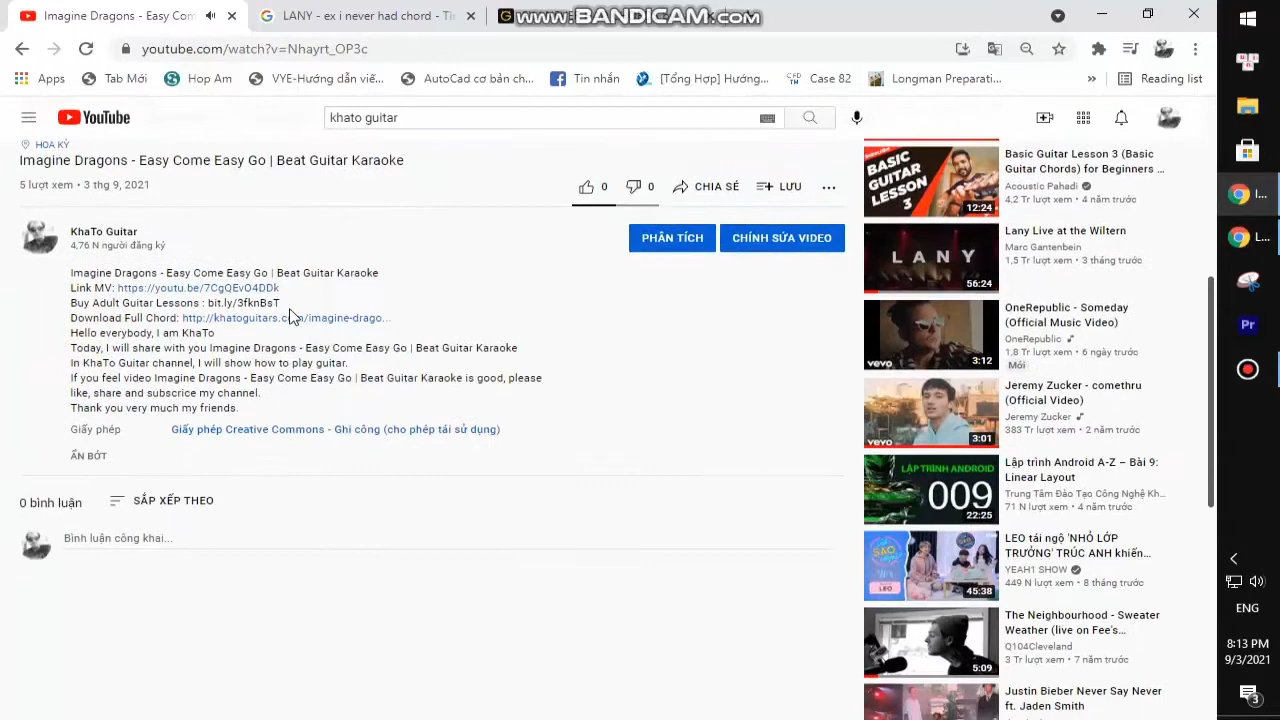 Imagine Dragons - Easy Com
LANY - ex i never had chord - Th
www.BANDICAM.com
youtube.com/watch?v=Nhayrt_OP3c
Apps
Tab Mới
Hop Am
VYE-Hướng dẫn viế...
AutoCad cơ bản ch...
Tin nhắn
[Tổng Hợp] Hướng...
Case 82
Longman Preparati...
»
Reading list
YouTube
khato guitar
HOA KỲ
Imagine Dragons - Easy Come Easy Go | Beat Guitar Karaoke
5 lượt xem • 3 thg 9, 2021
0
0
CHIA SẺ
LƯU
KhaTo Guitar
4,76 N người đăng ký
PHÂN TÍCH
CHỈNH SỬA VIDEO
Imagine Dragons - Easy Come Easy Go | Beat Guitar Karaoke
Link MV: https://youtu.be/7CgQEvO4DDk
Buy Adult Guitar Lessons : bit.ly/3fknBsT
Download Full Chord: http://khatoguitars.c /imagine-drago...
Hello everybody, I am KhaTo
Today, I will share with you Imagine Dragons - Easy Come Easy Go | Beat Guitar Karaoke
In KhaTo Guitar channel, I will show how to play guitar.
If you feel video Imagine Dragons - Easy Come Easy Go | Beat Guitar Karaoke is good, please
like, share and subscrice my channel.
Thank you very much my friends.
Giấy phép
Giấy phép Creative Commons - Ghi công (cho phép tái sử dụng)
ẨN BỚT
0 bình luận
SẮP XẾP THEO
Bình luận công khai...
BASIC
GUITAR
LESSON
3
12:24
Basic Guitar Lesson 3 (Basic
Guitar Chords) for Beginners ...
Acoustic Pahadi
4,2 Tr lượt xem • 4 năm trước
LANY
56:24
Lany Live at the Wiltern
Marc Gantenbein
1,5 Tr lượt xem • 3 tháng trước
vevo
3:12
OneRepublic - Someday
(Official Music Video)
OneRepublic
1,8 Tr lượt xem • 6 ngày trước
Mới
vevo
3:01
Jeremy Zucker - comethru
(Official Video)
Jeremy Zucker
383 Tr lượt xem • 2 năm trước
LẬP TRÌNH ANDROID
009
22:25
Lập trình Android A-Z – Bài 9:
Linear Layout
Trung Tâm Đào Tạo Công Nghệ Kh...
71 N lượt xem • 4 năm trước
LEO
45:38
LEO tái ngộ 'NHỎ LỚP
TRƯỞNG' TRÚC ANH khiến...
YEAH1 SHOW
449 N lượt xem • 8 tháng trước
5:09
The Neighbourhood - Sweater
Weather (live on Fee's...
Q104Cleveland
3 Tr lượt xem • 7 năm trước
Justin Bieber Never Say Never
ft. Jaden Smith
I...
L...
Pr
ENG
8:13 PM
9/3/2021
3